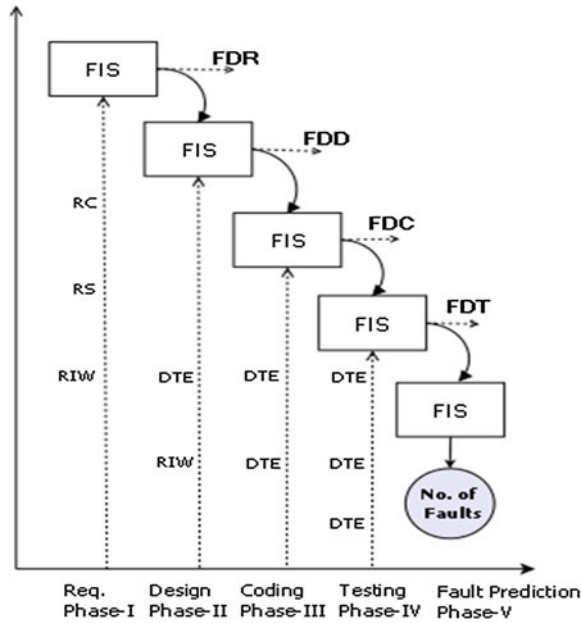 FIS
FDR
FIS
FDD
RC
FIS
FDC
RS
FIS
FDT
RIW
DTE
DTE
DTE
FIS
RIW
DTE
DTE
No. of
Faults
DTE
Req.
Phase-I
Design
Phase-II
Coding
Phase-III
Testing
Phase-IV
Fault Prediction
Phase-V